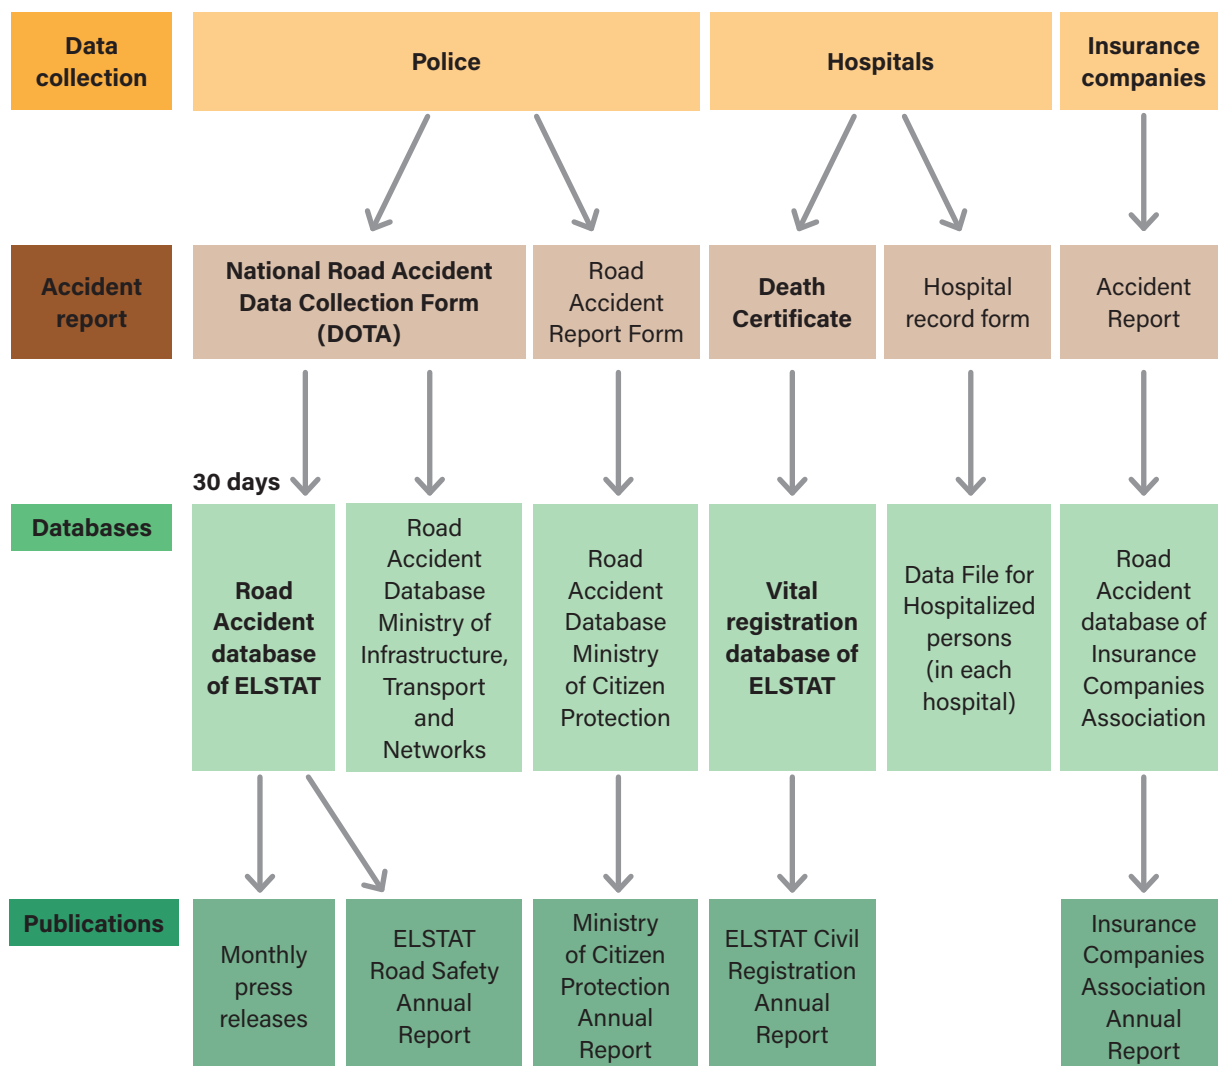 Data
collection
Police
Hospitals
Insurance
companies
Accident
report
National Road Accident
Data Collection Form
(DOTA)
Road
Accident
Report Form
Death
Certificate
Hospital
record form
Accident
Report
30 days
Databases
Road
Accident
database
of ELSTAT
Road
Accident
Database
Ministry of
Infrastructure,
Transport
and
Networks
Road
Accident
Database
Ministry
of Citizen
Protection
Vital
registration
database of
ELSTAT
Data File for
Hospitalized
persons
(in each
hospital)
Road
Accident
database of
Insurance
Companies
Association
Publications
Monthly
press
releases
ELSTAT
Road Safety
Annual
Report
Ministry
of Citizen
Protection
Annual
Report
ELSTAT Civil
Registration
Annual
Report
Insurance
Companies
Association
Annual
Report